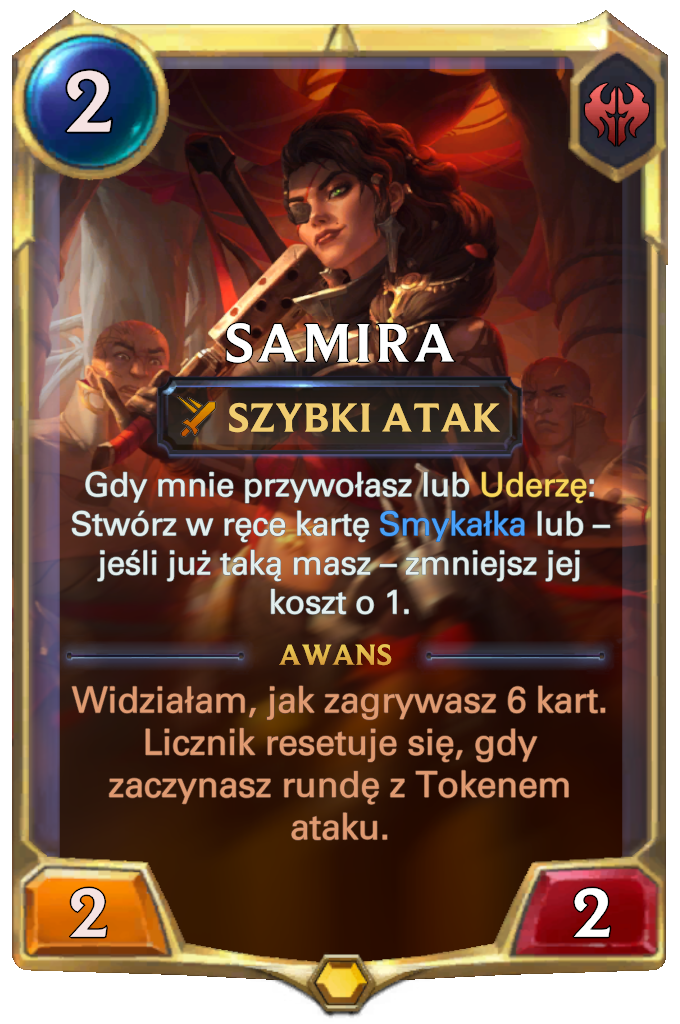 2
SAMIRA
SZYBKI ATAK
Gdy mnie przywołasz lub Uderzę:
Stwórz w ręce kartę Smykałka lub –
jeśli już taką masz – zmniejsz jej
koszt o 1.
AWANS
Widziałam, jak zagrywasz 6 kart.
Licznik resetuje się, gdy
zaczynasz rundę z Tokenem
ataku.
2
2